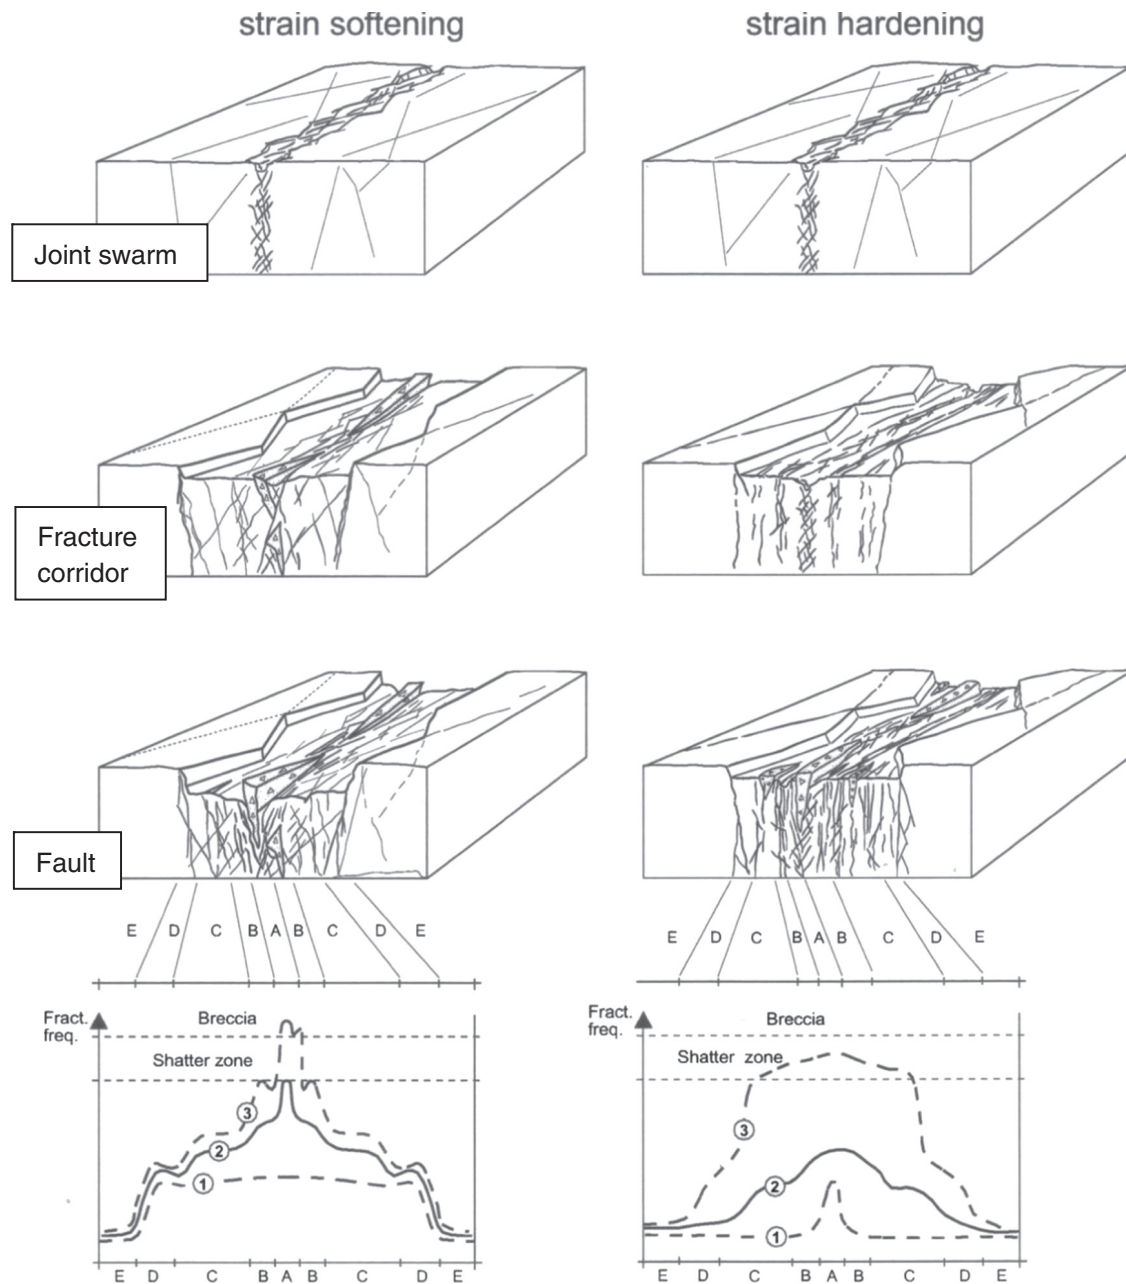 strain softening strain hardening
Joint swarm
Fracture
corridor
Fault
E D C B A B C D E
E D C B A B C D E
Fract.
freq.
Breccia
Shatter zone
3
2
1
E D C B A B C D E
Fract.
freq.
Breccia
Shatter zone
3
2
1
E D C B A B C D E